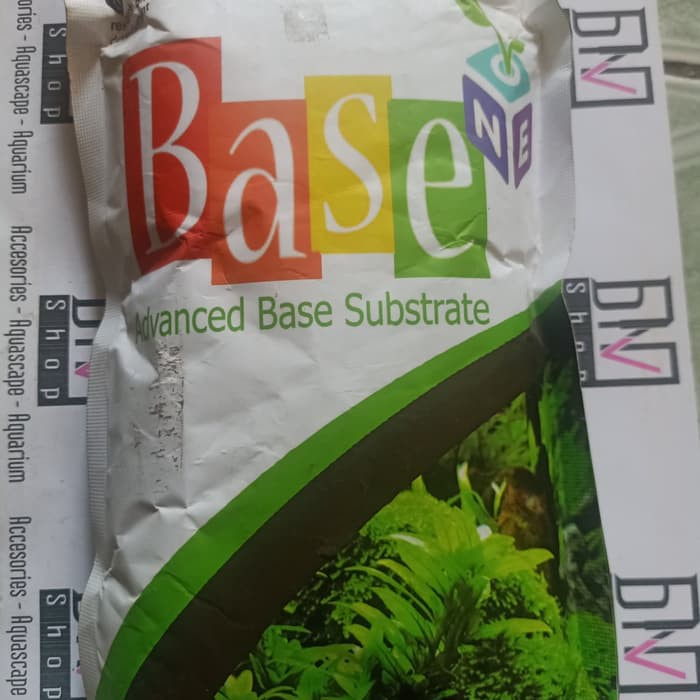 Base
ONE
Advanced Base Substrate
Accesories - Aquascape - Aquarium
Accesories - Aquascape - Aquarium
Accesories - Aquascape
Shop
Shop
Shop
Shop